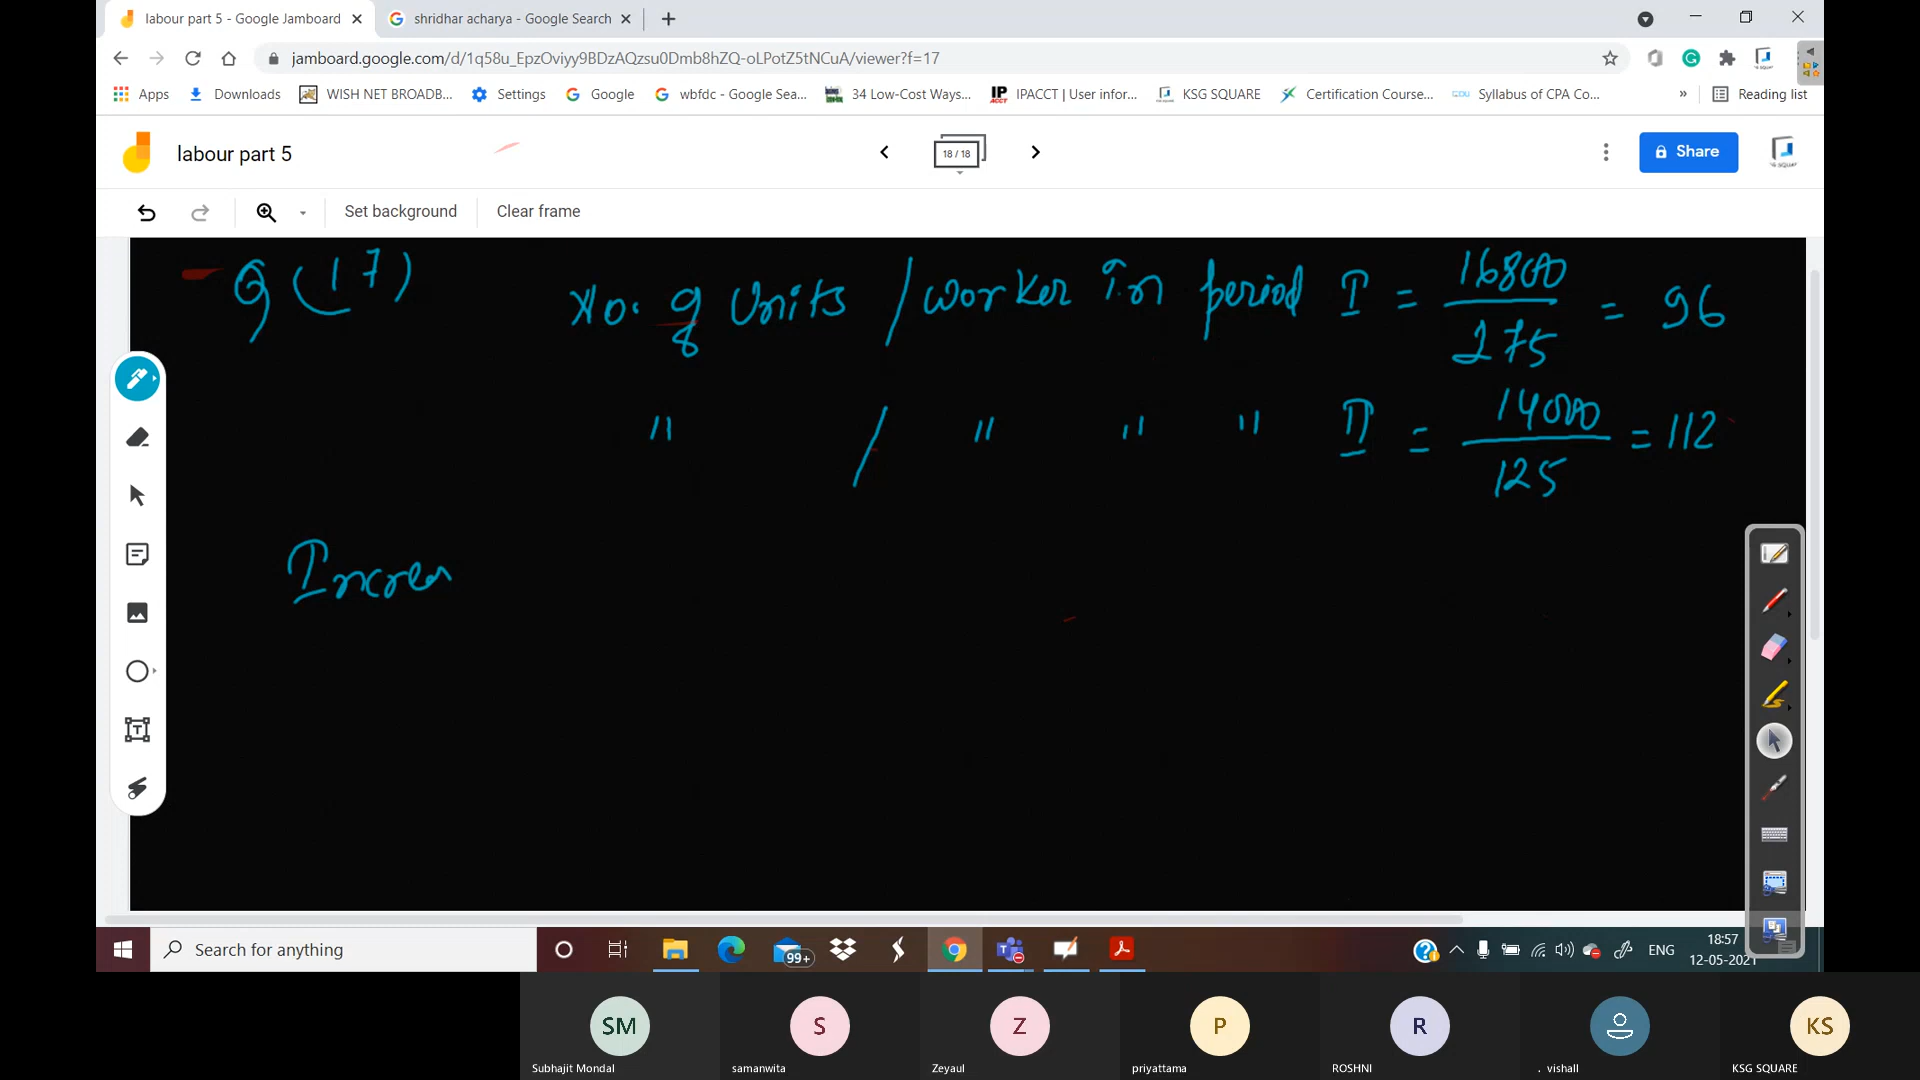 labour part 5 - Google Jamboard
shridhar acharya - Google Search
jamboard.google.com/d/1q58u_EpzOviyy9BDzAQzsu0Dmb8hZQ-oLPotZ5tNCuA/viewer?f=17
Apps Downloads WISH NET BROADB... Settings Google wbfdc - Google Sea... 34 Low-Cost Ways... IPACCT | User infor... KSG SQUARE Certification Course... Syllabus of CPA Co... » Reading list
labour part 5
18 / 18
Share
Set background Clear frame
Q (17) No. of Units / worker in period I = 16800 / 175 = 96
" / " " " II = 14000 / 125 = 112
Increa
Search for anything
99+
ENG
18:57
12-05-2021
SM S Z P R KS
Subhajit Mondal samanwita Zeyaul priyattama ROSHNI . vishall KSG SQUARE